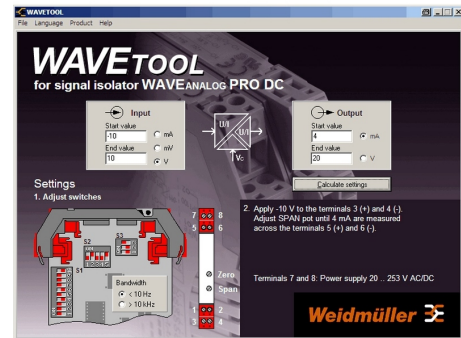 WAVETOOL
File Language Product Help
WAVETOOL
for signal isolator WAVEANALOG PRO DC
Input
Start value
-10
mA
mV
End value
10
V
U/I
U/I
Vc
Output
Start value
4
mA
End value
20
V
Calculate settings
Settings
1. Adjust switches
S1
S2
S3
Bandwidth
< 10 Hz
> 10 kHz
7 8
5 6
Zero
Span
1 2
3 4
2. Apply -10 V to the terminals 3 (+) and 4 (-).
Adjust SPAN pot until 4 mA are measured
across the terminals 5 (+) and 6 (-).
Terminals 7 and 8: Power supply 20 .. 253 V AC/DC
Weidmüller